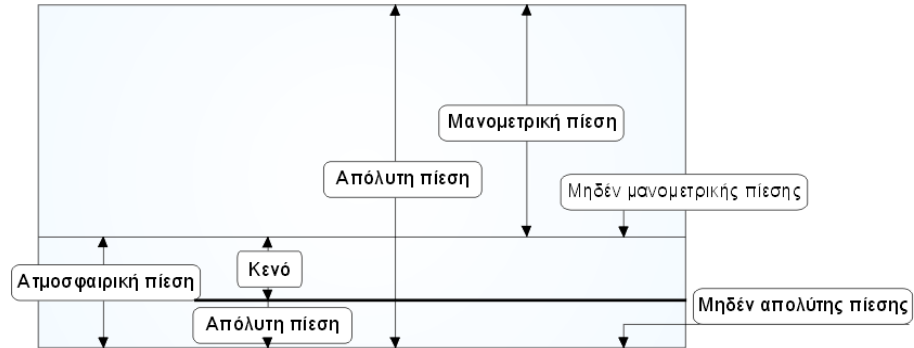 Μανομετρική πίεση
Απόλυτη πίεση
Μηδέν μανομετρικής πίεσης
Κενό
Ατμοσφαιρική πίεση
Μηδέν απολύτης πίεσης
Απόλυτη πίεση